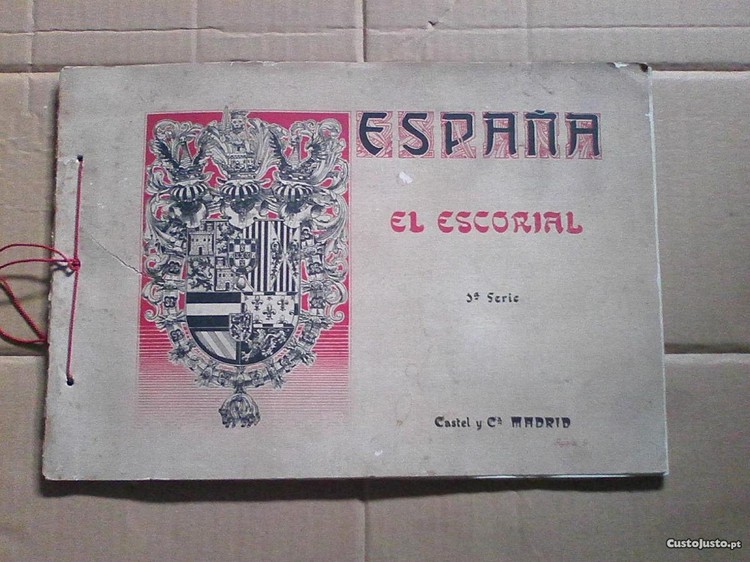 ESPAÑA
EL ESCORIAL
3ª Serie
Castel y Cª MADRID
CustoJusto.pt